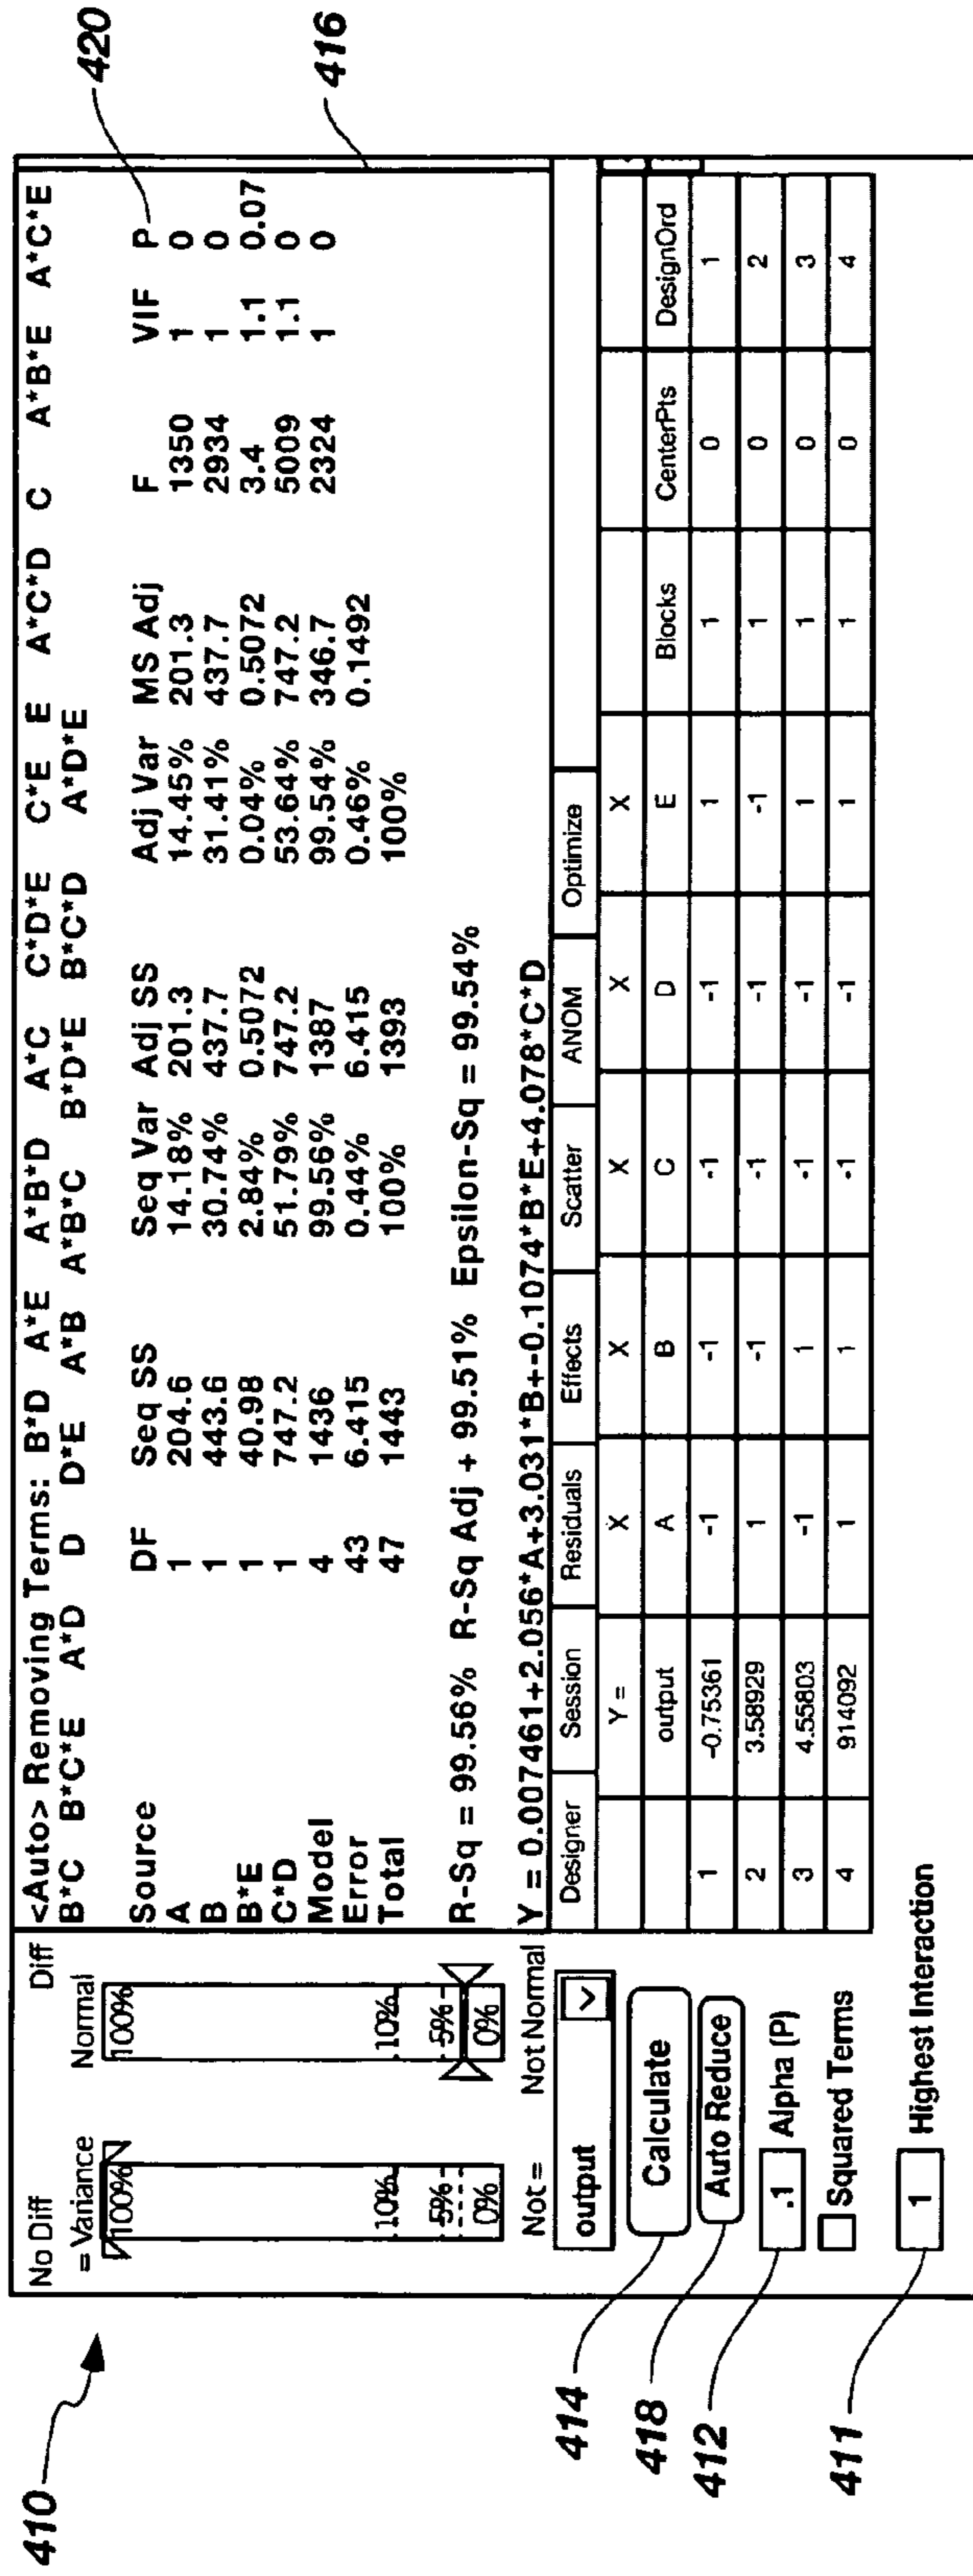 410
No Diff Diff
= Variance Normal
100% 100%
10% 10%
5% 5%
0% 0%
Not = Not Normal
output
Calculate
Auto Reduce
.1 Alpha (P)
Squared Terms
1 Highest Interaction
414
418
412
411
<Auto> Removing Terms: B*D A*E A*B*D A*C C*D*E C*E E A*C*D C A*B*E A*C*E
B*C B*C*E A*D D D*E A*B A*B*C B*D*E B*C*D A*D*E
Source DF Seq SS Seq Var Adj SS Adj Var MS Adj F VIF P
A 1 204.6 14.18% 201.3 14.45% 201.3 1350 1 0
B 1 443.6 30.74% 437.7 31.41% 437.7 2934 1 0
B*E 1 40.98 2.84% 0.5072 0.04% 0.5072 3.4 1.1 0.07
C*D 1 747.2 51.79% 747.2 53.64% 747.2 5009 1.1 0
Model 4 1436 99.56% 1387 99.54% 346.7 2324 1 0
Error 43 6.415 0.44% 6.415 0.46% 0.1492
Total 47 1443 100% 1393 100%
R-Sq = 99.56% R-Sq Adj + 99.51% Epsilon-Sq = 99.54%
Y = 0.007461+2.056*A+3.031*B+-0.1074*B*E+4.078*C*D
420
416
Designer Session Residuals Effects Scatter ANOM Optimize
Y = X X X X X
output A B C D E Blocks CenterPts DesignOrd
1 -0.75361 -1 -1 -1 -1 1 1 0 1
2 3.58929 1 -1 -1 -1 -1 1 0 2
3 4.55803 -1 1 -1 -1 1 1 0 3
4 914092 1 1 -1 -1 1 1 0 4